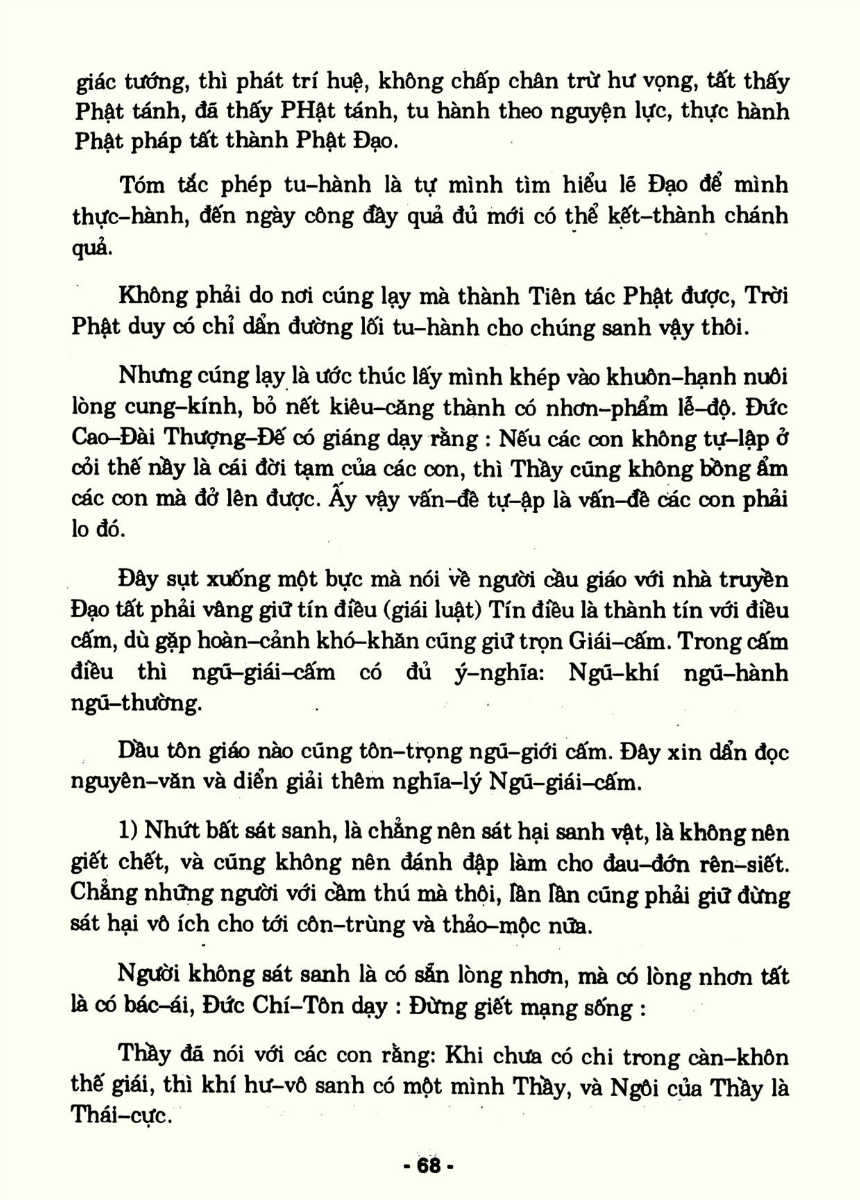 giác tướng, thì phát trí huệ, không chấp chân trừ hư vọng, tất thấy
Phật tánh, đã thấy PHật tánh, tu hành theo nguyện lực, thực hành
Phật pháp tất thành Phật Đạo.
Tóm tắc phép tu–hành là tự mình tìm hiểu lẽ Đạo để mình
thực–hành, đến ngày công đầy quả đủ mới có thể kết–thành chánh
quả.
Không phải do nơi cúng lạy mà thành Tiên tác Phật được, Trời
Phật duy có chỉ dẩn đường lối tu–hành cho chúng sanh vậy thôi.
Nhưng cúng lạy là ước thúc lấy mình khép vào khuôn–hạnh nuôi
lòng cung–kính, bỏ nết kiêu–căng thành có nhơn–phẩm lễ–độ. Đức
Cao–Đài Thượng–Đế có giáng dạy rằng : Nếu các con không tự–lập ở
cỏi thế nầy là cái đời tạm của các con, thì Thầy cũng không bồng ẩm
các con mà đở lên được. Ấy vậy vấn–đề tự–ập là vấn–đề các con phải
lo đó.
Đây sụt xuống một bực mà nói về người cầu giáo với nhà truyền
Đạo tất phải vâng giữ tín điều (giái luật) Tín điều là thành tín với điều
cấm, dù gặp hoàn–cảnh khó–khăn cũng giữ trọn Giái–cấm. Trong cấm
điều thì ngũ–giái–cấm có đủ ý–nghĩa: Ngũ–khí ngũ–hành
ngũ–thường.
Dầu tôn giáo nào cũng tôn–trọng ngũ–giới cấm. Đây xin dẩn đọc
nguyên–văn và diển giải thêm nghĩa–lý Ngũ–giái–cấm.
1) Nhứt bất sát sanh, là chẳng nên sát hại sanh vật, là không nên
giết chết, và cũng không nên đánh đập làm cho đau–đớn rên–siết.
Chẳng những người với cầm thú mà thôi, lần lần cũng phải giữ đừng
sát hại vô ích cho tới côn–trùng và thảo–mộc nữa.
Người không sát sanh là có sẵn lòng nhơn, mà có lòng nhơn tất
là có bác–ái, Đức Chí–Tôn dạy : Đừng giết mạng sống :
Thầy đã nói với các con rằng: Khi chưa có chi trong càn–khôn
thế giái, thì khí hư–vô sanh có một mình Thầy, và Ngôi của Thầy là
Thái–cực.
- 68 -